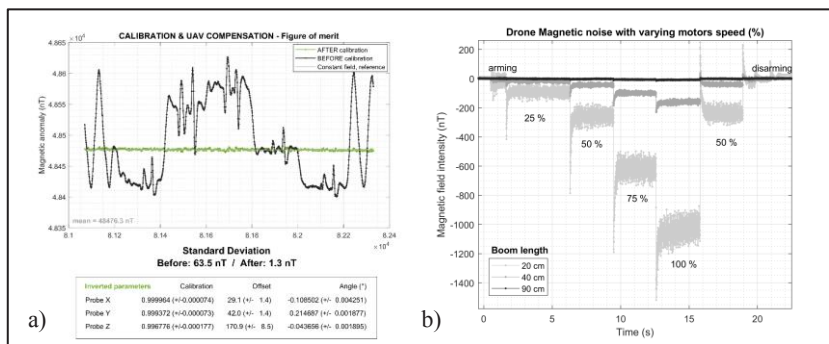 CALIBRATION & UAV COMPENSATION - Figure of merit
×10⁴
4.865
4.86
4.855
4.85
4.845
4.84
4.835
Magnetic anomaly (nT)
AFTER calibration
BEFORE calibration
Constant field, reference
mean = 48476.3 nT
8.1
8.12
8.14
8.16
8.18
8.2
8.22
8.24
×10⁴
Standard Deviation
Before: 63.5 nT / After: 1.3 nT
Inverted parameters Calibration Offset Angle (°)
Probe X 0.999964 (+/-0.000074) 29.1 (+/- 1.4) -0.108502 (+/- 0.004251)
Probe Y 0.999372 (+/-0.000073) 42.0 (+/- 1.4) 0.214687 (+/- 0.001877)
Probe Z 0.996776 (+/-0.000177) 170.9 (+/- 8.5) -0.043656 (+/- 0.001895)
a)
Drone Magnetic noise with varying motors speed (%)
200
0
-200
-400
-600
-800
-1000
-1200
-1400
Magnetic field intensity (nT)
arming
disarming
25 %
50 %
75 %
100 %
50 %
Boom length
20 cm
40 cm
90 cm
0
5
10
15
20
Time (s)
b)